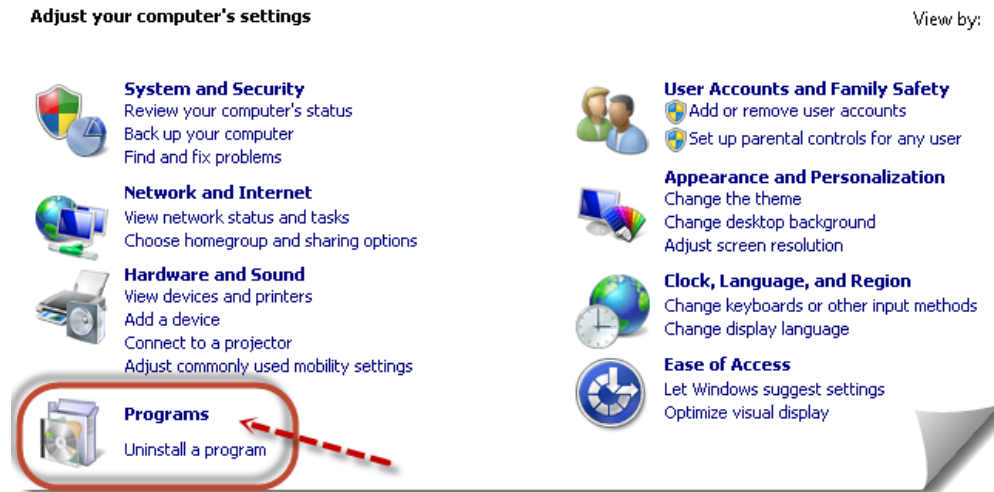 Adjust your computer's settings
View by:
System and Security
Review your computer's status
Back up your computer
Find and fix problems
Network and Internet
View network status and tasks
Choose homegroup and sharing options
Hardware and Sound
View devices and printers
Add a device
Connect to a projector
Adjust commonly used mobility settings
Programs
Uninstall a program
User Accounts and Family Safety
Add or remove user accounts
Set up parental controls for any user
Appearance and Personalization
Change the theme
Change desktop background
Adjust screen resolution
Clock, Language, and Region
Change keyboards or other input methods
Change display language
Ease of Access
Let Windows suggest settings
Optimize visual display